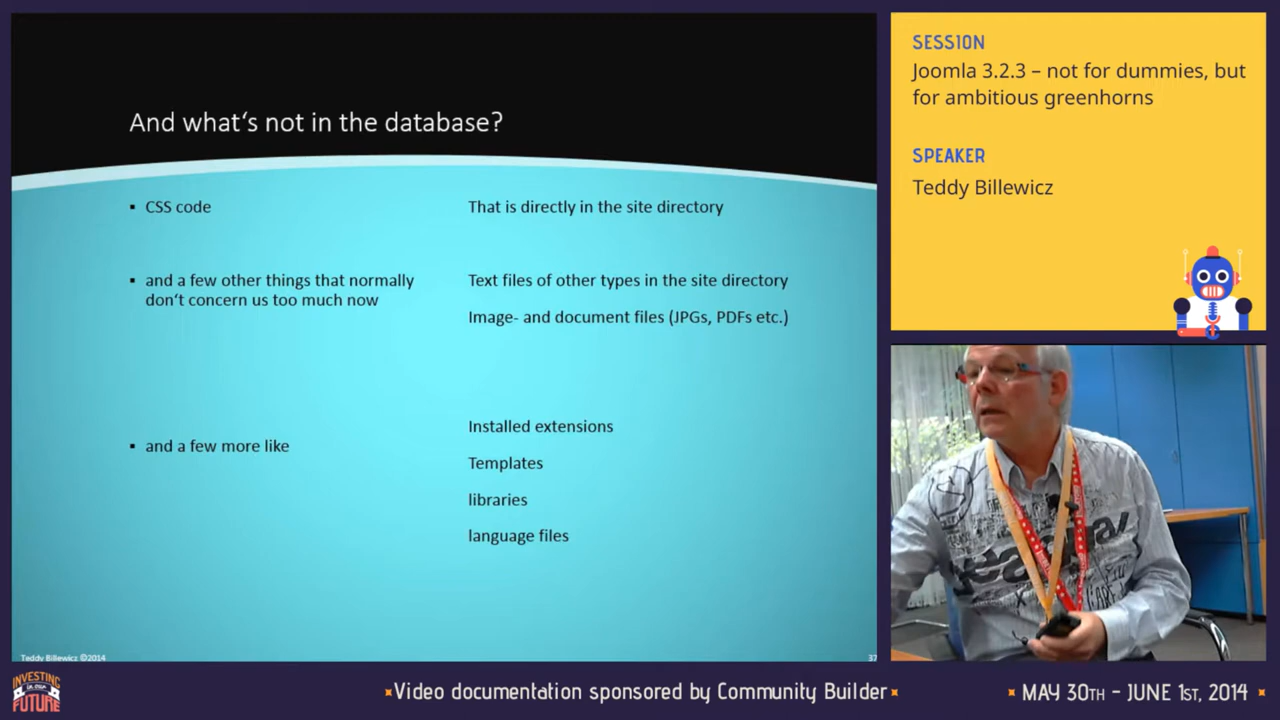 And what's not in the database?
▪ CSS code
That is directly in the site directory
▪ and a few other things that normally
don't concern us too much now
Text files of other types in the site directory
Image- and document files (JPGs, PDFs etc.)
▪ and a few more like
Installed extensions
Templates
libraries
language files
Teddy Billewicz ©2014
37
SESSION
Joomla 3.2.3 – not for dummies, but
for ambitious greenhorns
SPEAKER
Teddy Billewicz
INVESTING
in our
FUTURE
Video documentation sponsored by Community Builder
MAY 30TH - JUNE 1ST, 2014